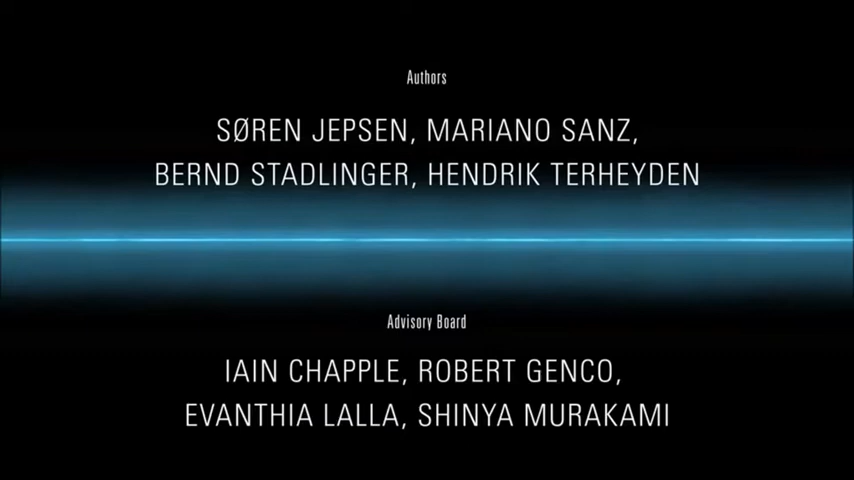 Authors
SØREN JEPSEN, MARIANO SANZ,
BERND STADLINGER, HENDRIK TERHEYDEN
Advisory Board
IAIN CHAPPLE, ROBERT GENCO,
EVANTHIA LALLA, SHINYA MURAKAMI